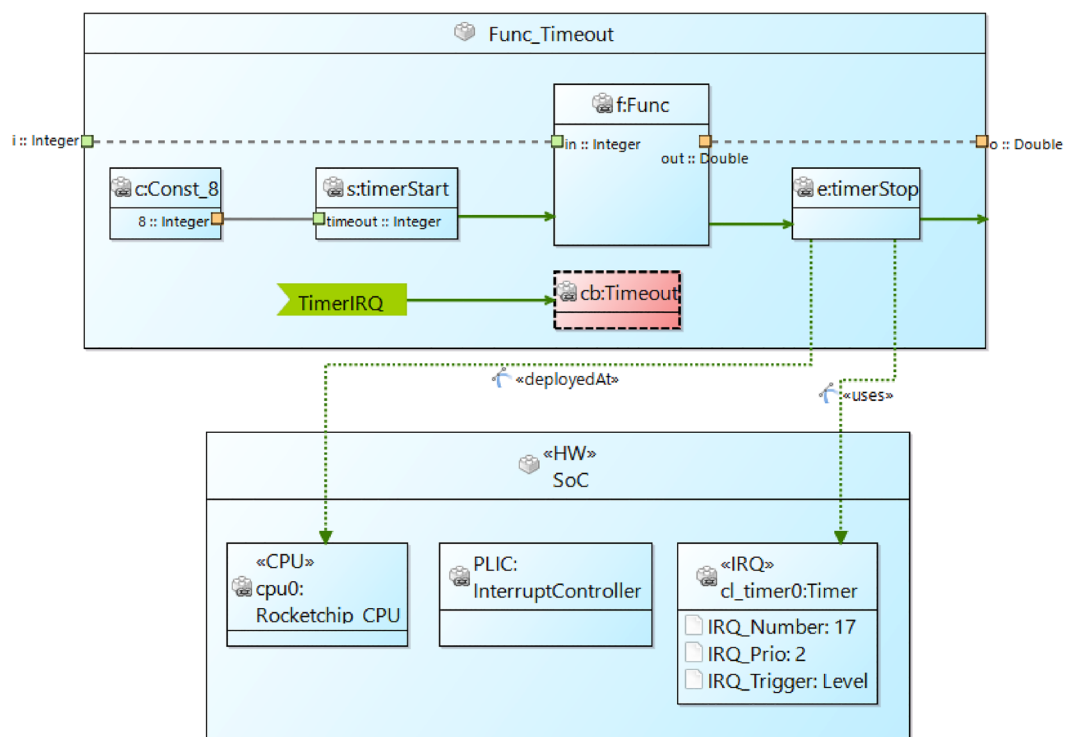 Func_Timeout
f:Func
i :: Integer
in :: Integer
out :: Double
o :: Double
c:Const_8
8 :: Integer
s:timerStart
timeout :: Integer
e:timerStop
TimerIRQ
cb:Timeout
«deployedAt»
«uses»
«HW»
SoC
«CPU»
cpu0:
Rocketchip_CPU
PLIC:
InterruptController
«IRQ»
cl_timer0:Timer
IRQ_Number: 17
IRQ_Prio: 2
IRQ_Trigger: Level